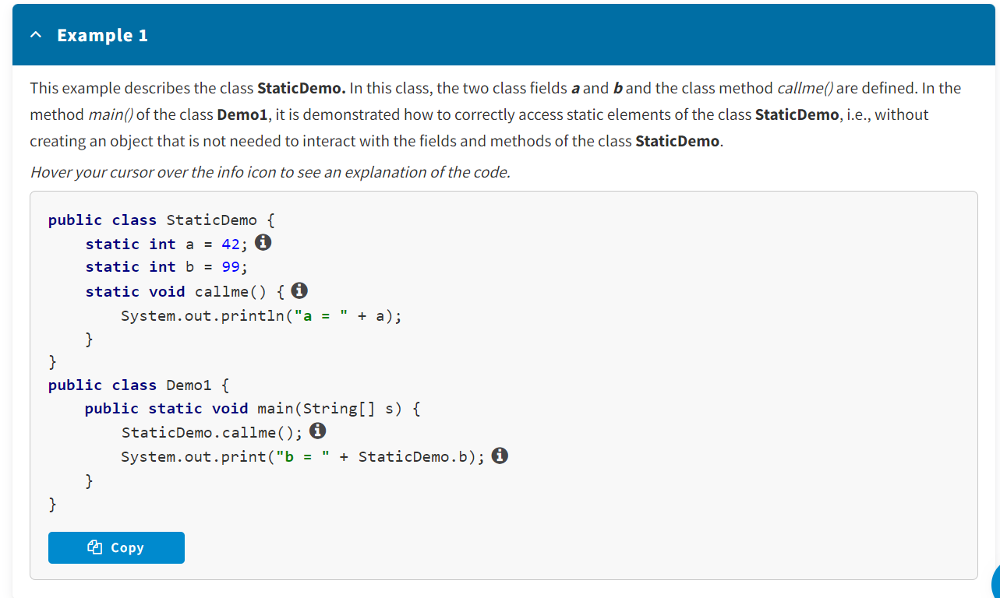 Example 1
This example describes the class StaticDemo. In this class, the two class fields a and b and the class method callme() are defined. In the
method main() of the class Demo1, it is demonstrated how to correctly access static elements of the class StaticDemo, i.e., without
creating an object that is not needed to interact with the fields and methods of the class StaticDemo.
Hover your cursor over the info icon to see an explanation of the code.
public class StaticDemo {
    static int a = 42;
    static int b = 99;
    static void callme() {
        System.out.println("a = " + a);
    }
}
public class Demo1 {
    public static void main(String[] s) {
        StaticDemo.callme();
        System.out.print("b = " + StaticDemo.b);
    }
}
Copy